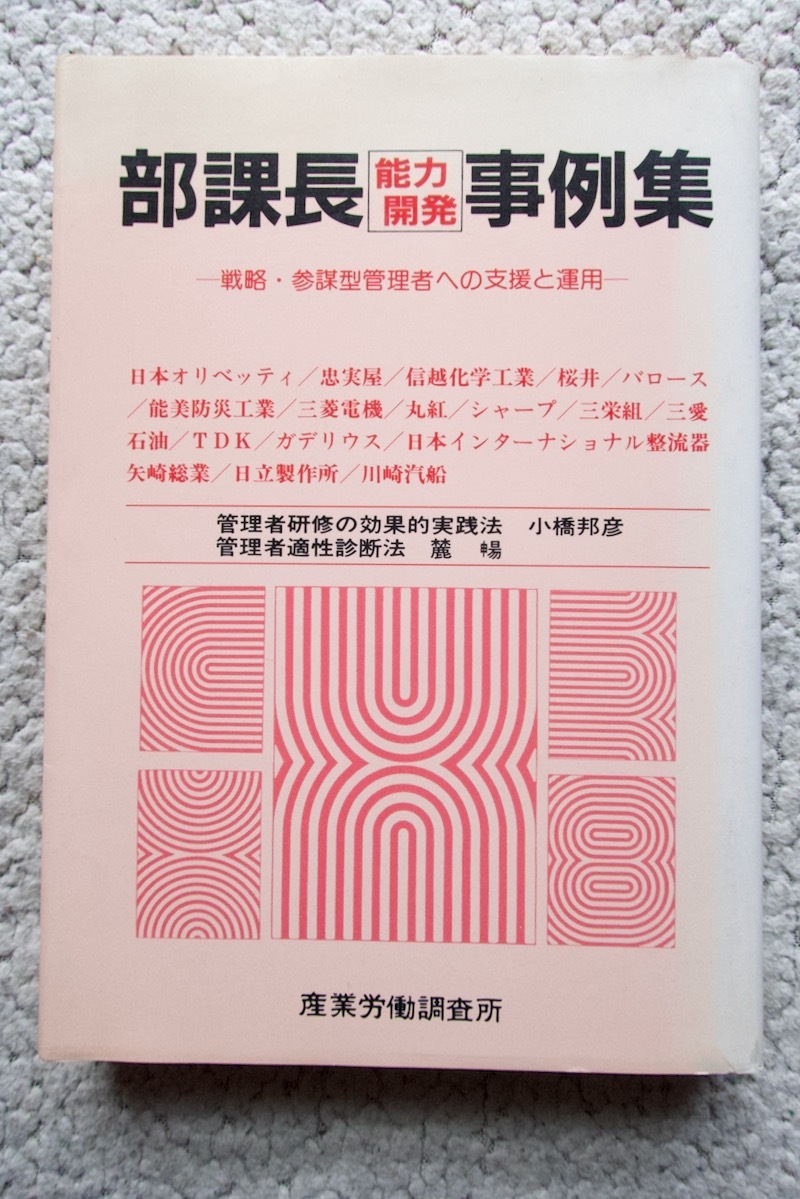 部課長能力開発事例集
―戦略・参謀型管理者への支援と運用―
日本オリベッティ／忠実屋／信越化学工業／桜井／バロース
／能美防災工業／三菱電機／丸紅／シャープ／三栄組／三愛
石油／TDK／ガデリウス／日本インターナショナル整流器
矢崎総業／日立製作所／川崎汽船
管理者研修の効果的実践法　小橋邦彦
管理者適性診断法　麓　暢
産業労働調査所